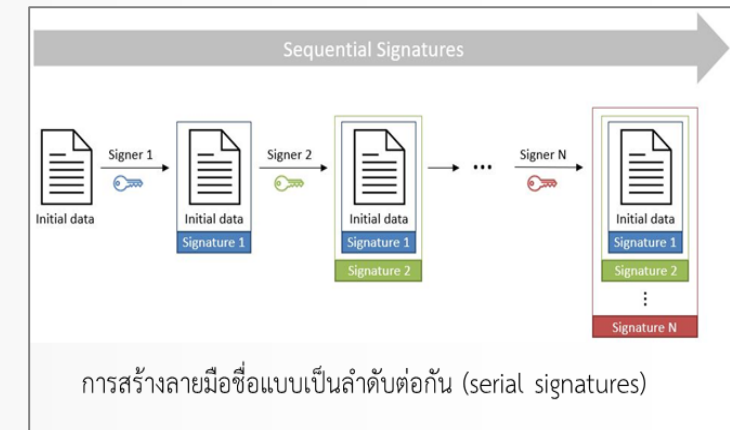 Sequential Signatures
Signer 1
Signer 2
...
Signer N
Initial data
Initial data
Signature 1
Initial data
Signature 1
Signature 2
Initial data
Signature 1
Signature 2
⋮
Signature N
การสร้างลายมือชื่อแบบเป็นลำดับต่อกัน (serial signatures)